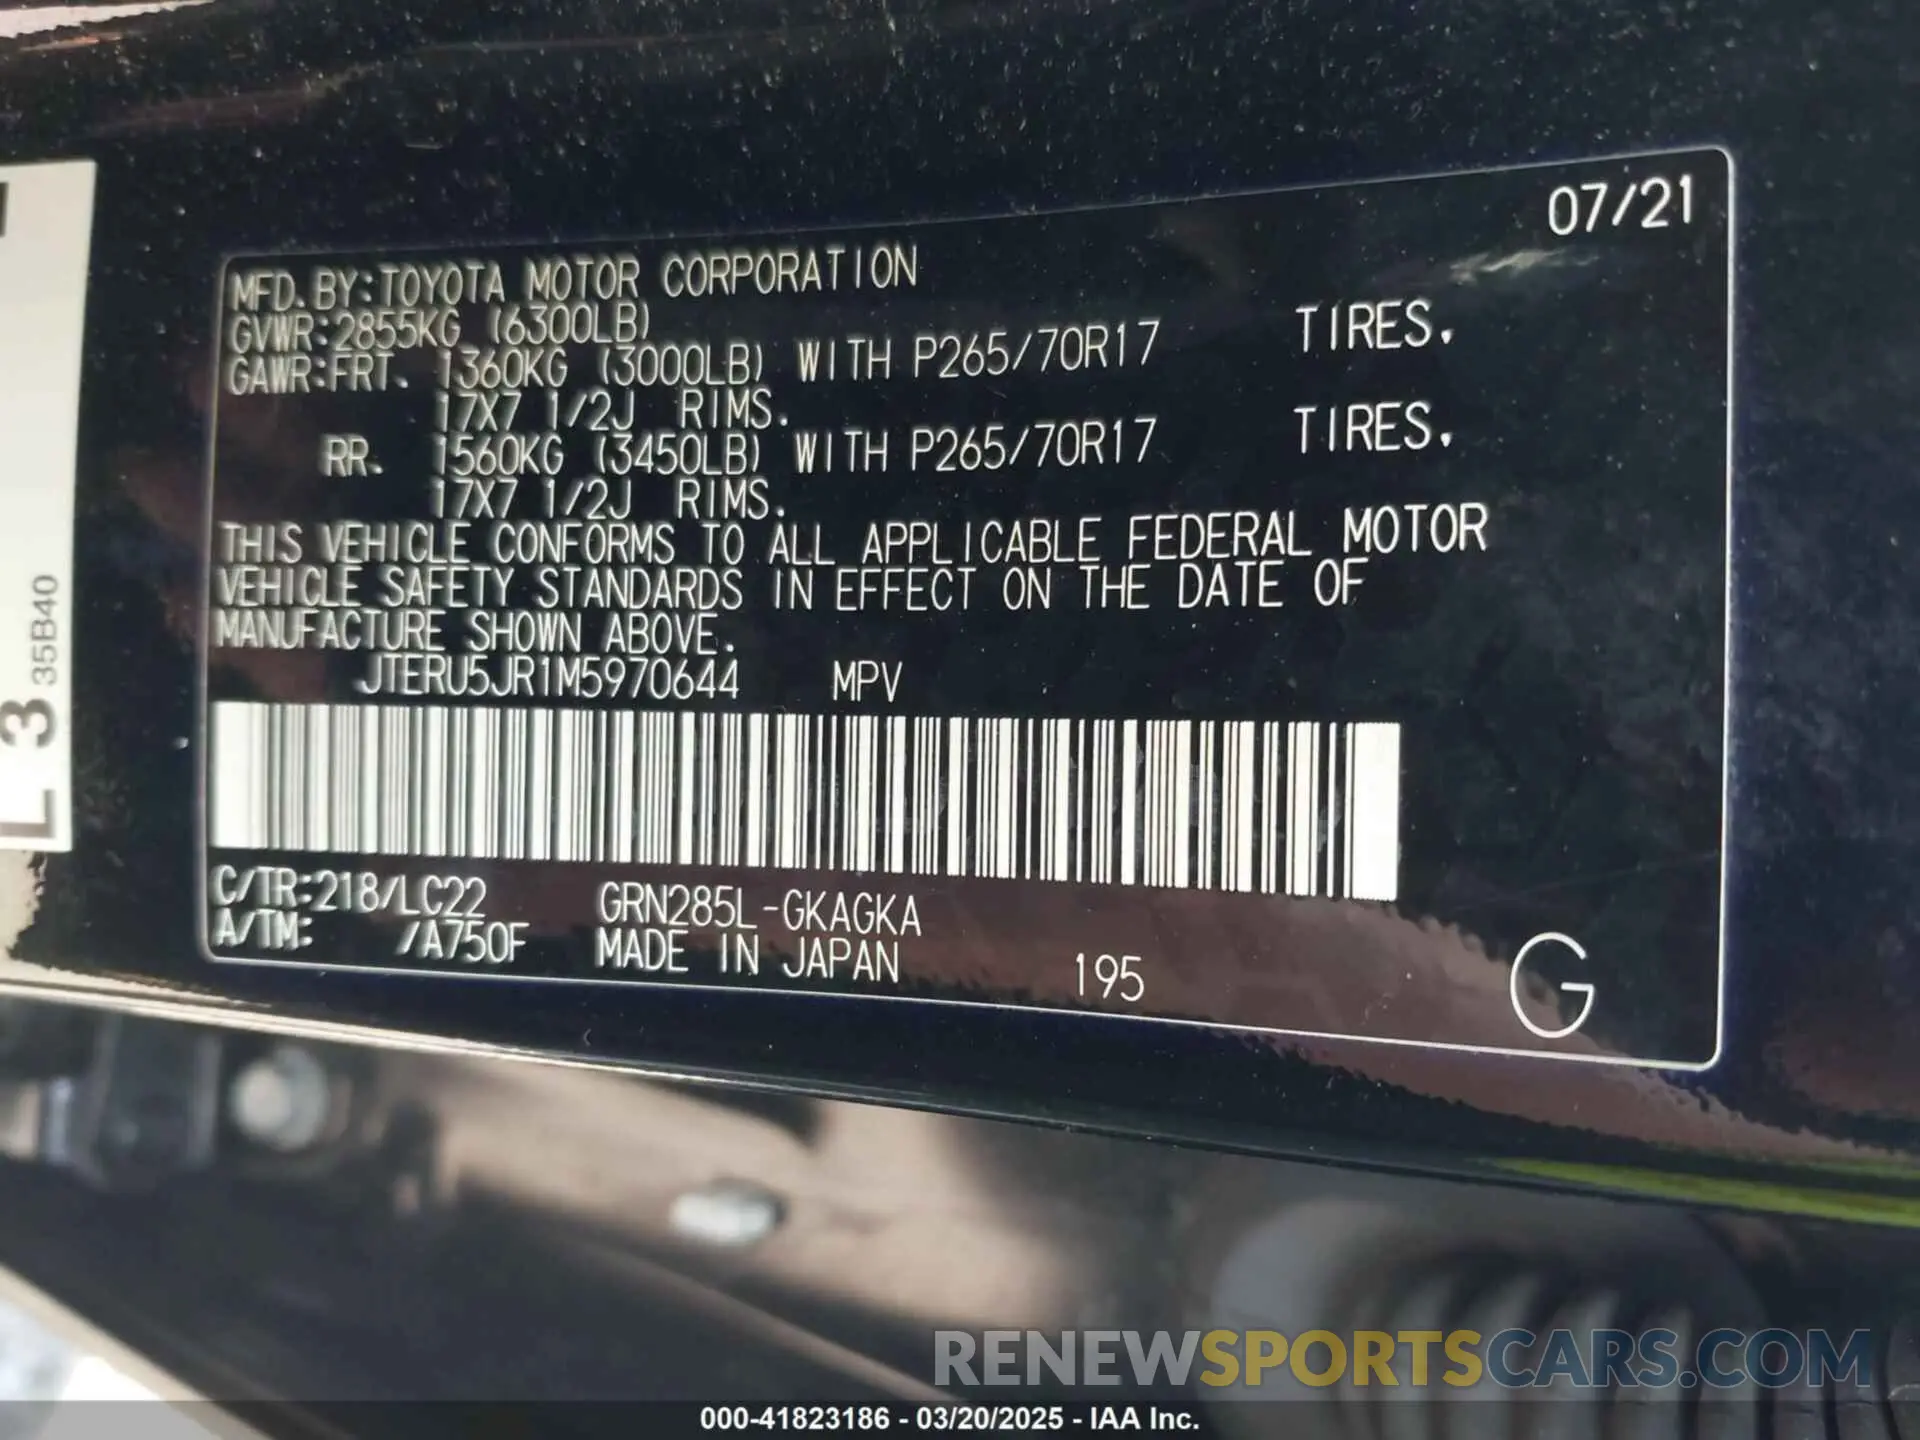 07/21
MFD.BY:TOYOTA MOTOR CORPORATION
GVWR:2855KG (6300LB)
GAWR:FRT. 1360KG (3000LB) WITH P265/70R17 TIRES.
17X7 1/2J RIMS.
RR. 1560KG (3450LB) WITH P265/70R17 TIRES.
17X7 1/2J RIMS.
THIS VEHICLE CONFORMS TO ALL APPLICABLE FEDERAL MOTOR
VEHICLE SAFETY STANDARDS IN EFFECT ON THE DATE OF
MANUFACTURE SHOWN ABOVE.
JTERU5JR1M5970644 MPV
C/TR:218/LC22 GRN285L-GKAGKA
A/TM: /A750F MADE IN JAPAN
195
G
L 3
35B40
RENEWSPORTSCARS.COM
000-41823186 - 03/20/2025 - IAA Inc.